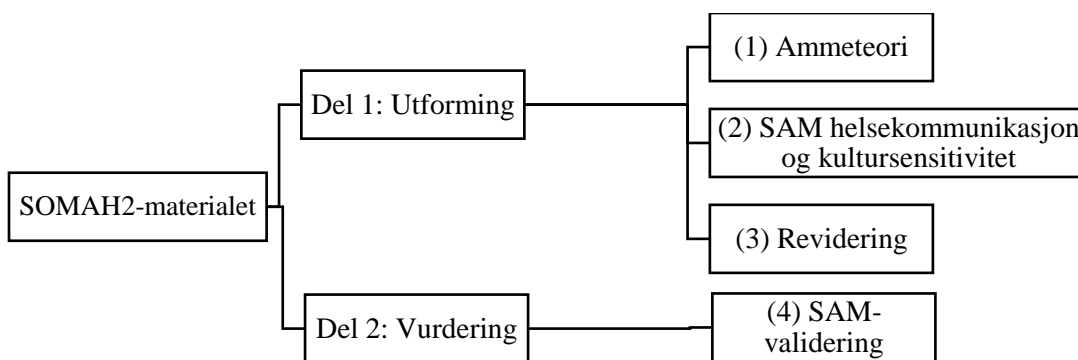 SOMAH2-materialet
Del 1: Utforming
(1) Ammeteori
(2) SAM helsekommunikasjon
og kultursensitivitet
(3) Revidering
Del 2: Vurdering
(4) SAM-
validering